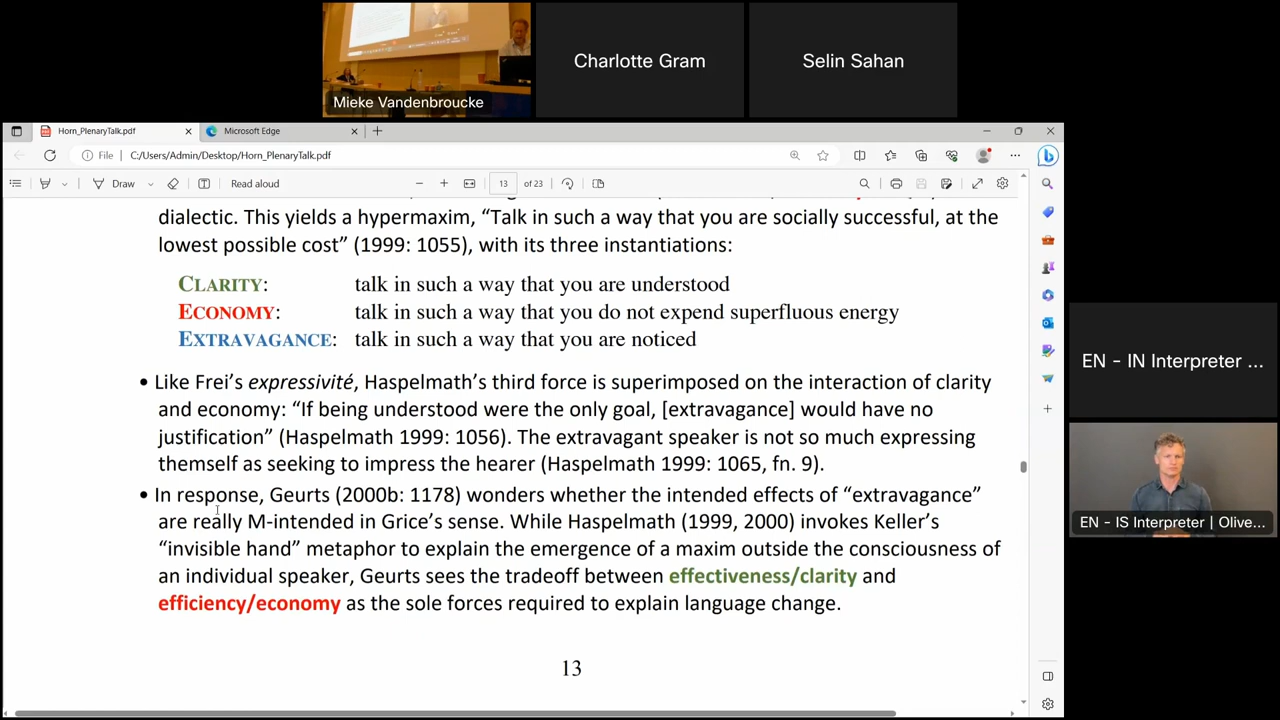 Mieke Vandenbroucke
Charlotte Gram
Selin Sahan
Horn_PlenaryTalk.pdf
Microsoft Edge
File
C:/Users/Admin/Desktop/Horn_PlenaryTalk.pdf
Draw
Read aloud
13
of 23
dialectic. This yields a hypermaxim, “Talk in such a way that you are socially successful, at the
lowest possible cost” (1999: 1055), with its three instantiations:
CLARITY: talk in such a way that you are understood
ECONOMY: talk in such a way that you do not expend superfluous energy
EXTRAVAGANCE: talk in such a way that you are noticed
• Like Frei’s expressivité, Haspelmath’s third force is superimposed on the interaction of clarity
and economy: “If being understood were the only goal, [extravagance] would have no
justification” (Haspelmath 1999: 1056). The extravagant speaker is not so much expressing
themself as seeking to impress the hearer (Haspelmath 1999: 1065, fn. 9).
• In response, Geurts (2000b: 1178) wonders whether the intended effects of “extravagance”
are really M-intended in Grice’s sense. While Haspelmath (1999, 2000) invokes Keller’s
“invisible hand” metaphor to explain the emergence of a maxim outside the consciousness of
an individual speaker, Geurts sees the tradeoff between effectiveness/clarity and
efficiency/economy as the sole forces required to explain language change.
13
EN - IN Interpreter ...
EN - IS Interpreter | Olive...